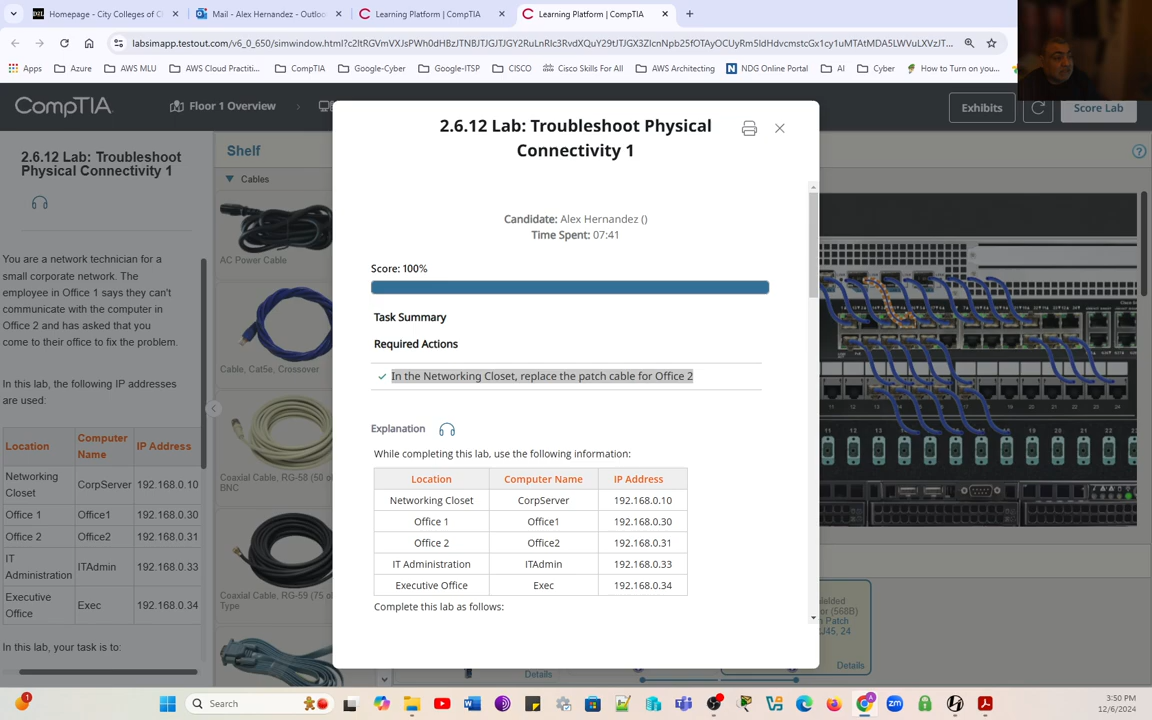 Homepage - City Colleges of C
Mail - Alex Hernandez - Outloo
Learning Platform | CompTIA
Learning Platform | CompTIA
labsimapp.testout.com/v6_0_650/simwindow.html?
Apps
Azure
AWS MLU
AWS Cloud Practiti...
CompTIA
Google-Cyber
Google-ITSP
CISCO
Cisco Skills For All
AWS Architecting
NDG Online Portal
AI
Cyber
How to Turn on you...
CompTIA.
Floor 1 Overview
Exhibits
Score Lab
2.6.12 Lab: Troubleshoot
Physical Connectivity 1
You are a network technician for a
small corporate network. The
employee in Office 1 says they can't
communicate with the computer in
Office 2 and has asked that you
come to their office to fix the problem.
In this lab, the following IP addresses
are used:
Location Computer Name IP Address
Networking Closet CorpServer 192.168.0.10
Office 1 Office1 192.168.0.30
Office 2 Office2 192.168.0.31
IT Administration ITAdmin 192.168.0.33
Executive Office Exec 192.168.0.34
In this lab, your task is to:
Shelf
Cables
AC Power Cable
Cable, Cat5e, Crossover
Coaxial Cable, RG-58 (50 o
BNC
Coaxial Cable, RG-59 (75 o
Type
2.6.12 Lab: Troubleshoot Physical
Connectivity 1
Candidate: Alex Hernandez ()
Time Spent: 07:41
Score: 100%
Task Summary
Required Actions
In the Networking Closet, replace the patch cable for Office 2
Explanation
While completing this lab, use the following information:
Location Computer Name IP Address
Networking Closet CorpServer 192.168.0.10
Office 1 Office1 192.168.0.30
Office 2 Office2 192.168.0.31
IT Administration ITAdmin 192.168.0.33
Executive Office Exec 192.168.0.34
Complete this lab as follows:
Details
ielded
or (568B)
Patch
J45, 24
Details
1
Search
3:50 PM
12/6/2024